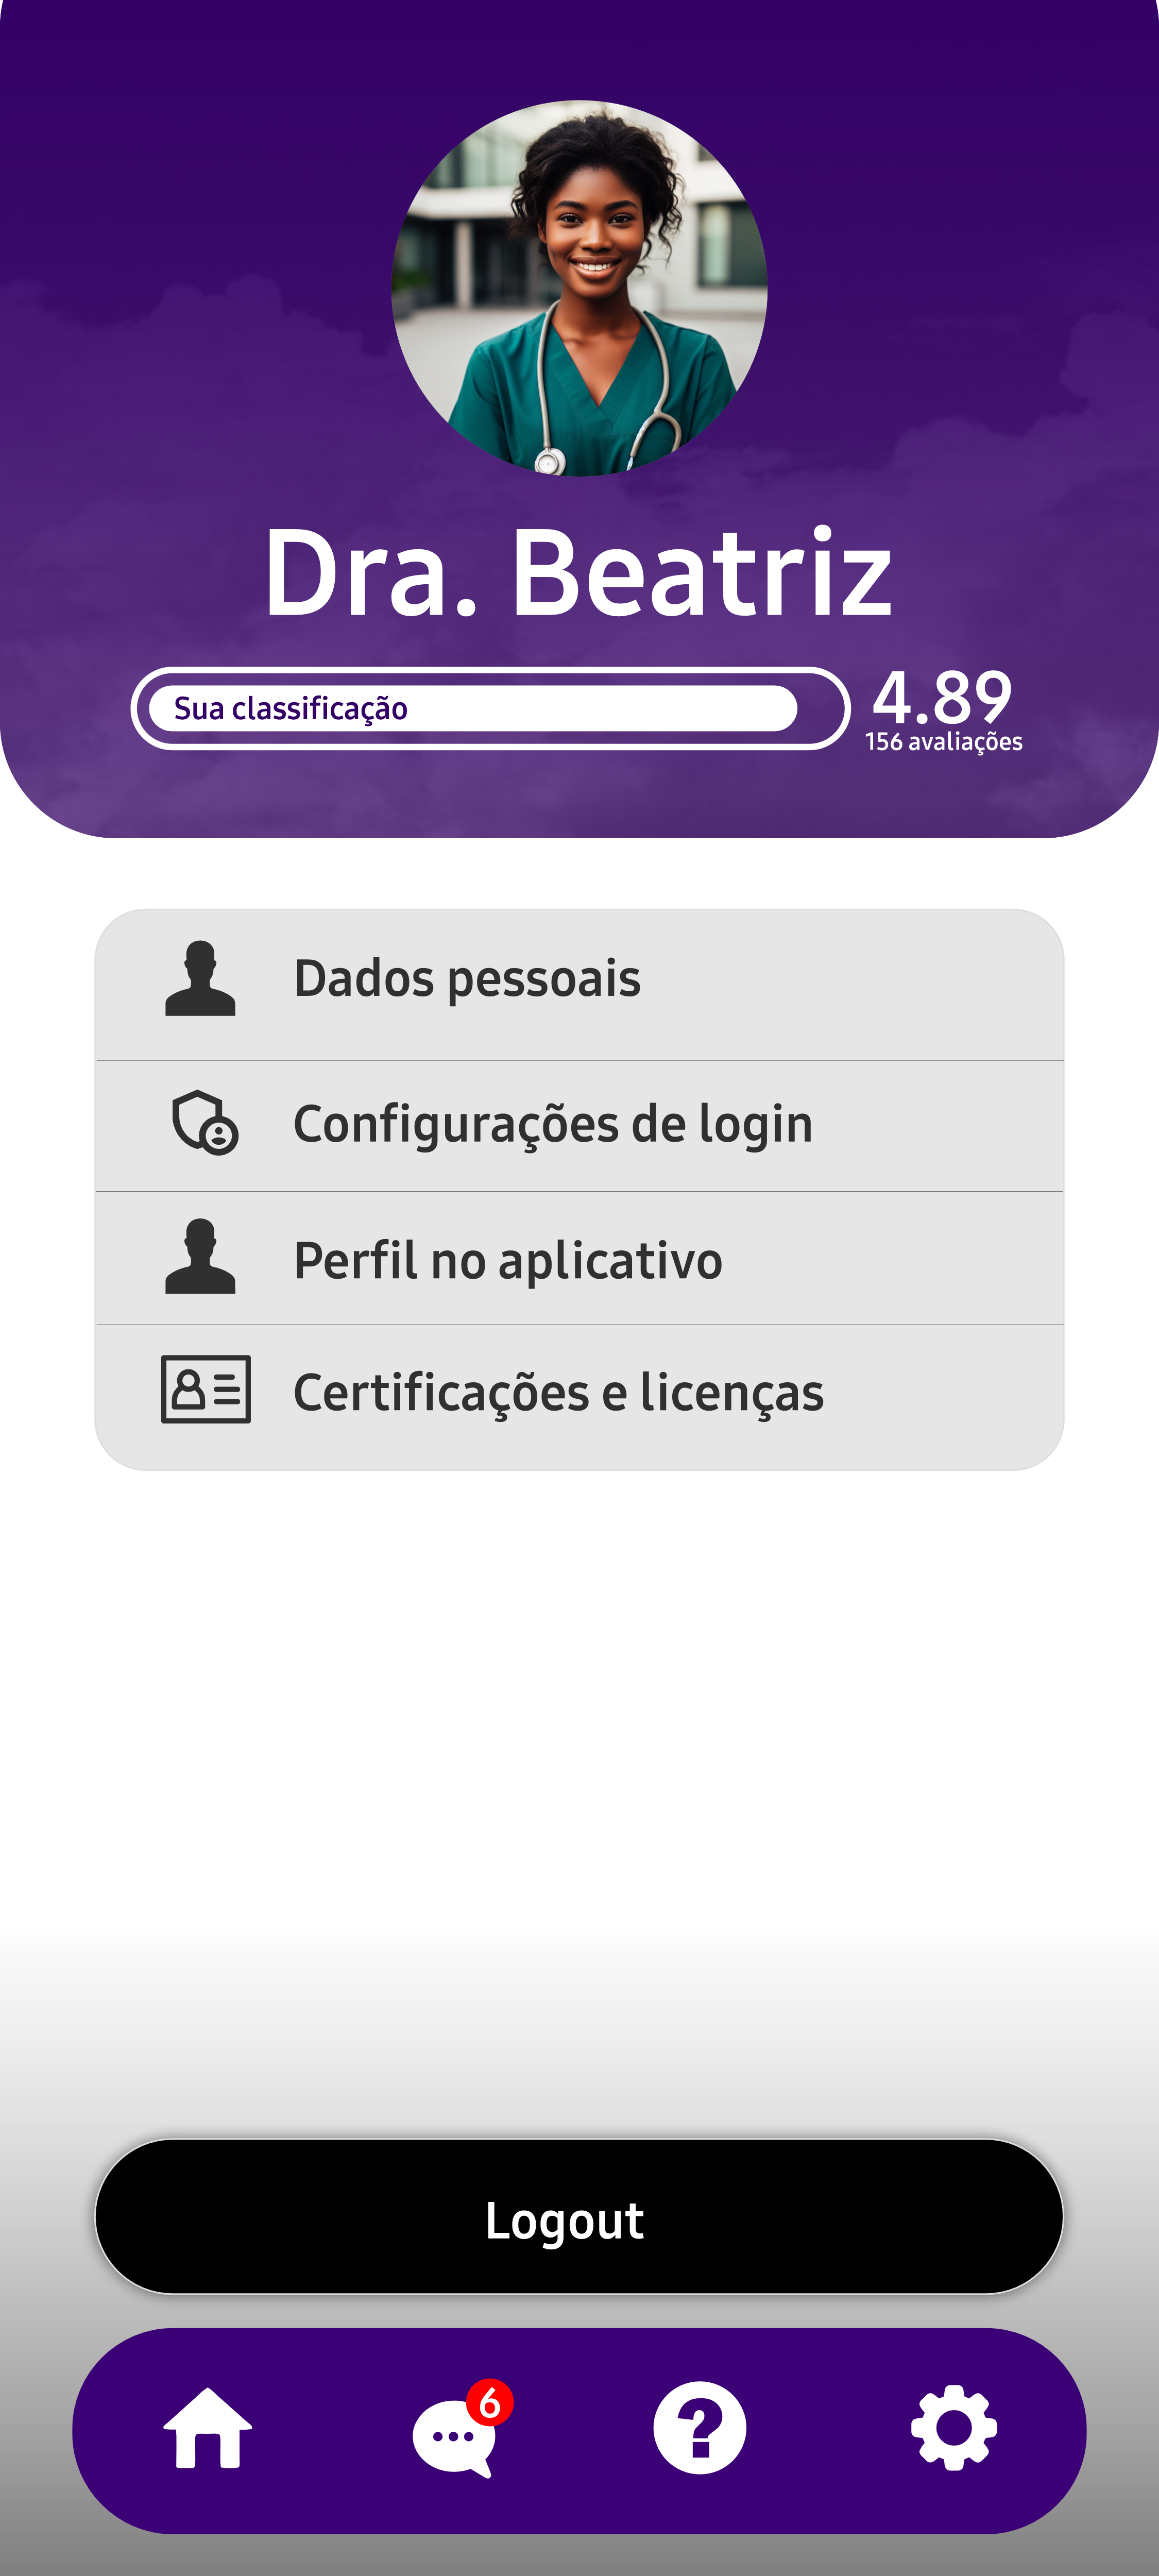 Dra. Beatriz
Sua classificação
4.89
156 avaliações
Dados pessoais
Configurações de login
Perfil no aplicativo
Certificações e licenças
Logout
6
?